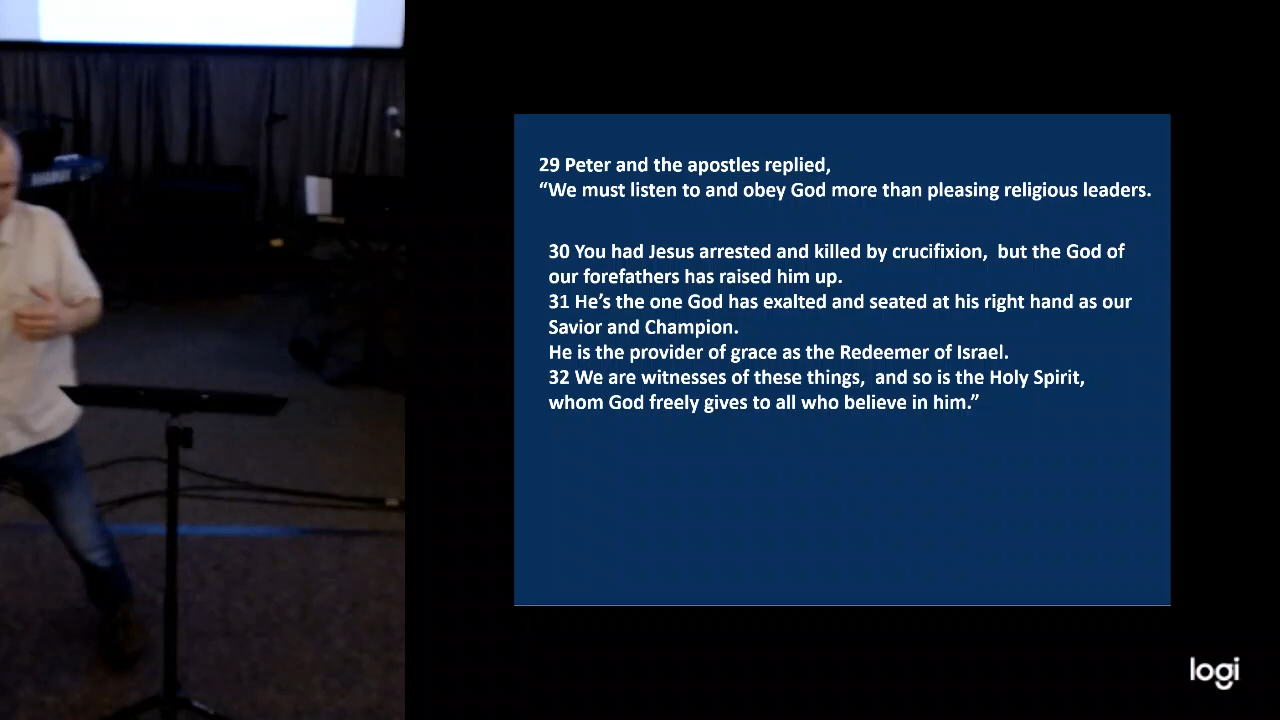 29 Peter and the apostles replied,
“We must listen to and obey God more than pleasing religious leaders.
30 You had Jesus arrested and killed by crucifixion,  but the God of
our forefathers has raised him up.
31 He’s the one God has exalted and seated at his right hand as our
Savior and Champion.
He is the provider of grace as the Redeemer of Israel.
32 We are witnesses of these things,  and so is the Holy Spirit,
whom God freely gives to all who believe in him.”
logi